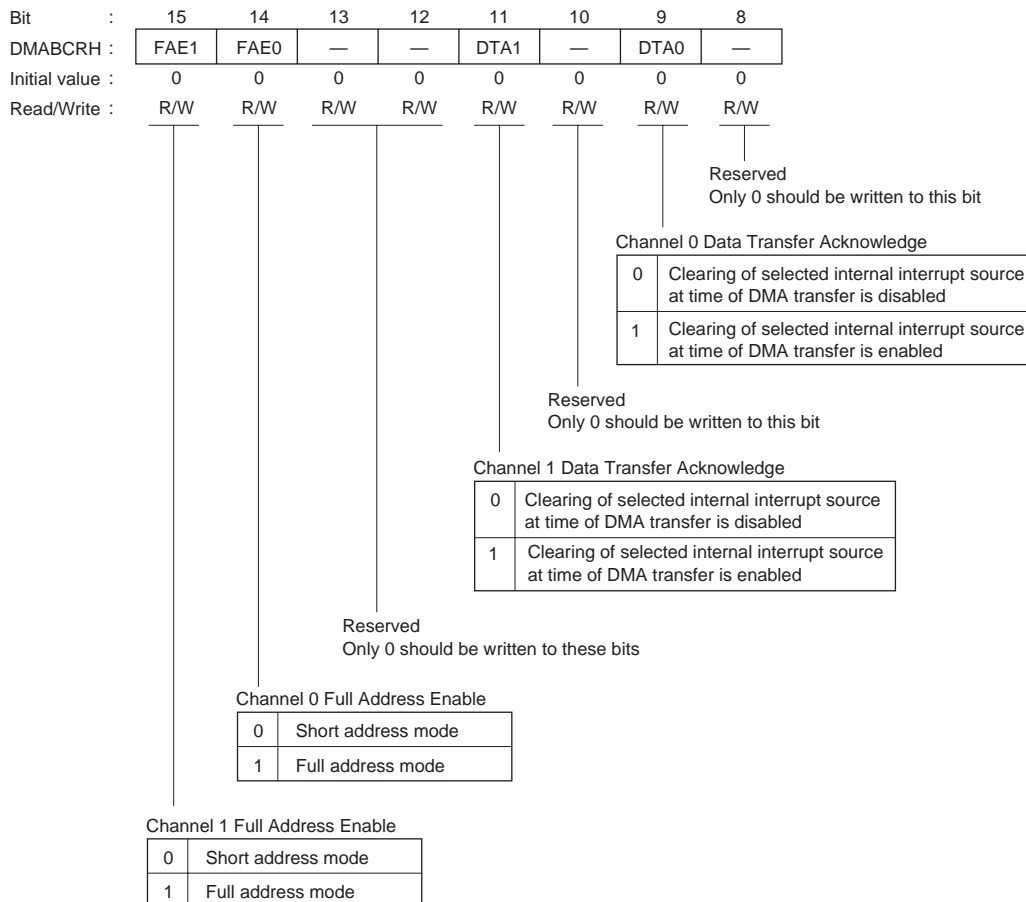 Bit : 15 14 13 12 11 10 9 8
DMABCRH : FAE1 FAE0 — — DTA1 — DTA0 —
Initial value : 0 0 0 0 0 0 0 0
Read/Write : R/W R/W R/W R/W R/W R/W R/W R/W
Reserved
Only 0 should be written to this bit
Channel 0 Data Transfer Acknowledge
0 Clearing of selected internal interrupt source
at time of DMA transfer is disabled
1 Clearing of selected internal interrupt source
at time of DMA transfer is enabled
Reserved
Only 0 should be written to this bit
Channel 1 Data Transfer Acknowledge
0 Clearing of selected internal interrupt source
at time of DMA transfer is disabled
1 Clearing of selected internal interrupt source
at time of DMA transfer is enabled
Reserved
Only 0 should be written to these bits
Channel 0 Full Address Enable
0 Short address mode
1 Full address mode
Channel 1 Full Address Enable
0 Short address mode
1 Full address mode